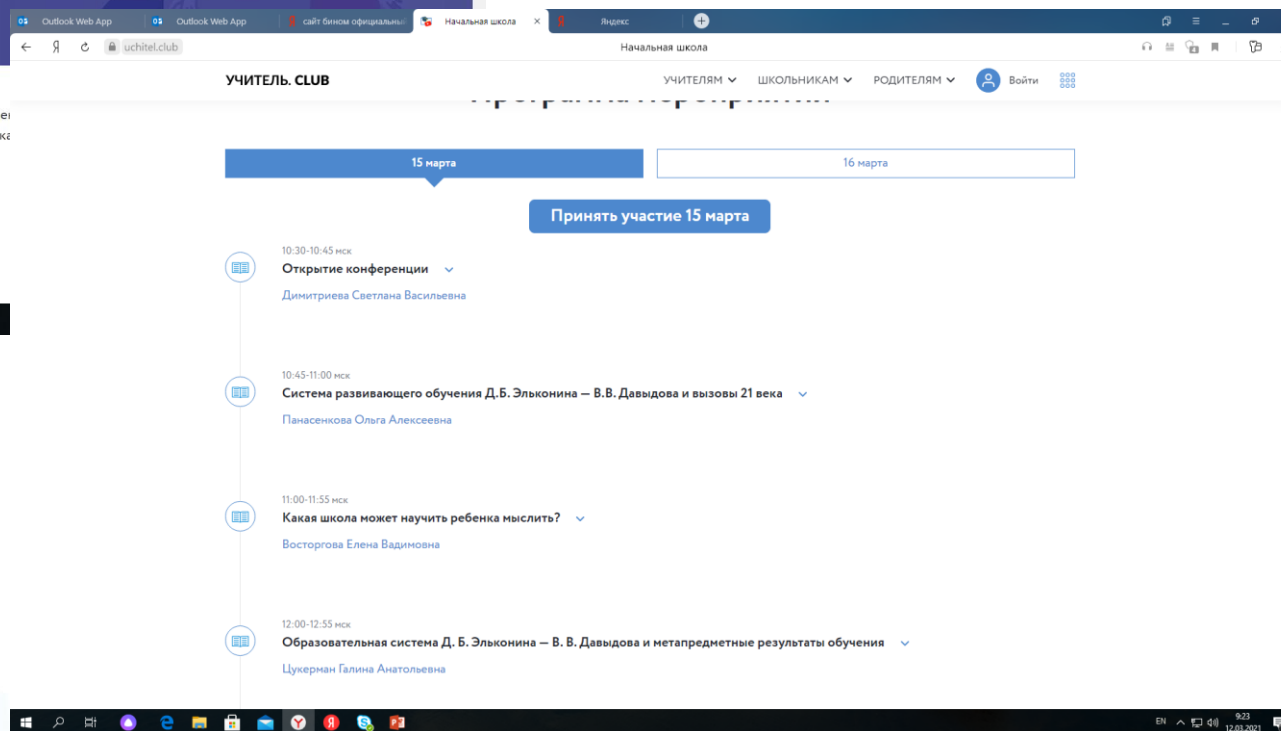 Outlook Web App
Outlook Web App
сайт бином официальный
Начальная школа
Яндекс
uchitel.club
Начальная школа
УЧИТЕЛЬ. CLUB
УЧИТЕЛЯМ
ШКОЛЬНИКАМ
РОДИТЕЛЯМ
Войти
15 марта
16 марта
Принять участие 15 марта
10:30-10:45 мск
Открытие конференции
Димитриева Светлана Васильевна
10:45-11:00 мск
Система развивающего обучения Д.Б. Эльконина — В.В. Давыдова и вызовы 21 века
Панасенкова Ольга Алексеевна
11:00-11:55 мск
Какая школа может научить ребенка мыслить?
Восторгова Елена Вадимовна
12:00-12:55 мск
Образовательная система Д. Б. Эльконина — В. В. Давыдова и метапредметные результаты обучения
Цукерман Галина Анатольевна
EN
9:23
12.03.2021